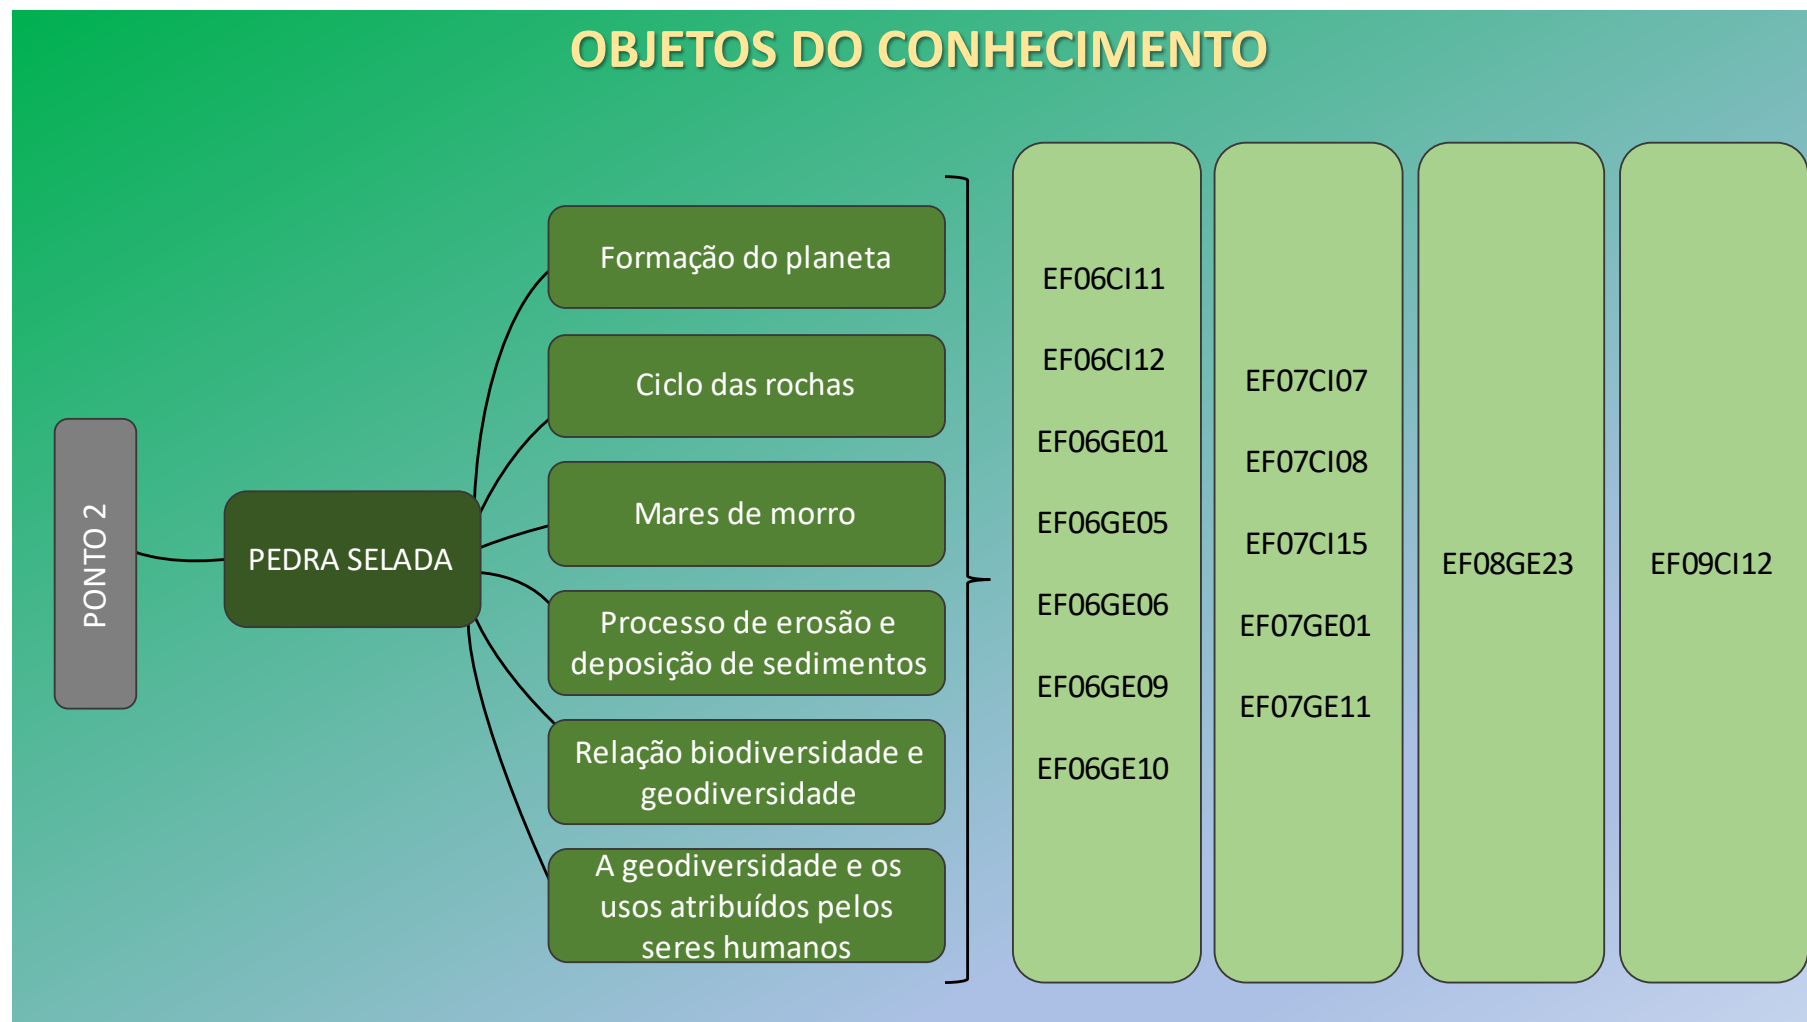 OBJETOS DO CONHECIMENTO
PONTO 2
PEDRA SELADA
Formação do planeta
Ciclo das rochas
Mares de morro
Processo de erosão e
deposição de sedimentos
Relação biodiversidade e
geodiversidade
A geodiversidade e os
usos atribuídos pelos
seres humanos
EF06CI11
EF06CI12
EF06GE01
EF06GE05
EF06GE06
EF06GE09
EF06GE10
EF07CI07
EF07CI08
EF07CI15
EF07GE01
EF07GE11
EF08GE23
EF09CI12